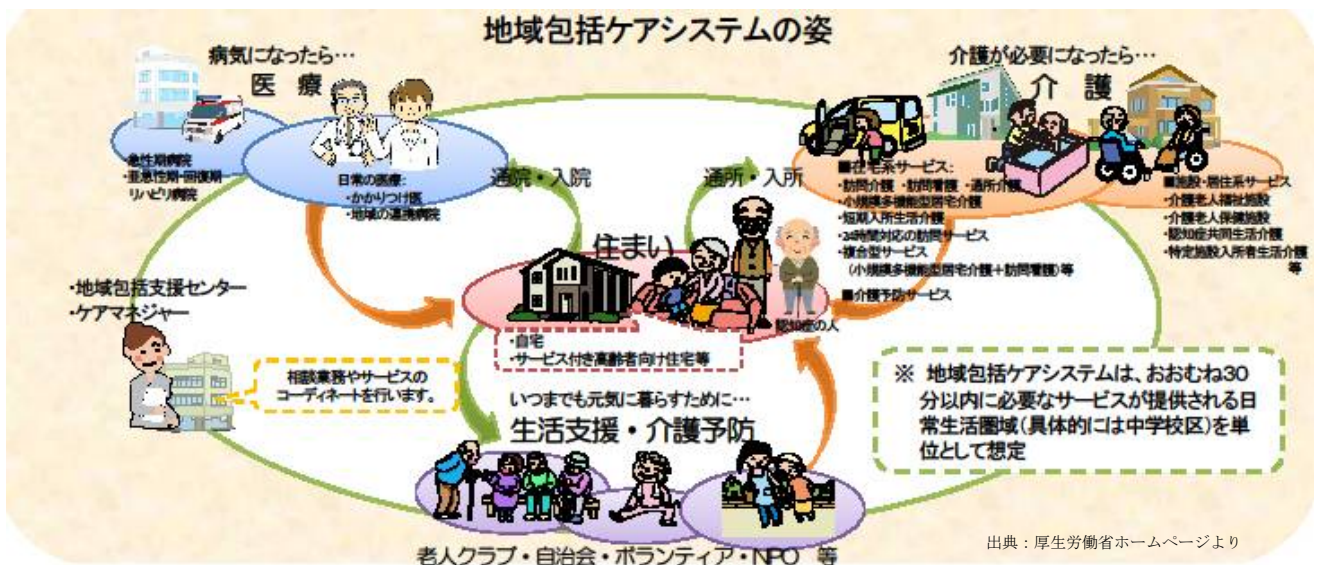 地域包括ケアシステムの姿
病気になったら…
医 療
・急性期病院
・亜急性期・回復期
リハビリ病院
日常の医療:
・かかりつけ医
・地域の連携病院
通院・入院
通所・入所
介護が必要になったら…
介 護
■在宅系サービス:
・訪問介護 ・訪問看護 ・通所介護
・小規模多機能型居宅介護
・短期入所生活介護
・24時間対応の訪問サービス
・複合型サービス
(小規模多機能型居宅介護+訪問看護)等
■介護予防サービス
■施設・居住系サービス
・介護老人福祉施設
・介護老人保健施設
・認知症共同生活介護
・特定施設入所者生活介護
等
住まい
認知症の人
・自宅
・サービス付き高齢者向け住宅等
・地域包括支援センター
・ケアマネジャー
相談業務やサービスの
コーディネートを行います。
いつまでも元気に暮らすために…
生活支援・介護予防
老人クラブ・自治会・ボランティア・NPO 等
※ 地域包括ケアシステムは、おおむね30
分以内に必要なサービスが提供される日
常生活圏域(具体的には中学校区)を単
位として想定
出典:厚生労働省ホームページより